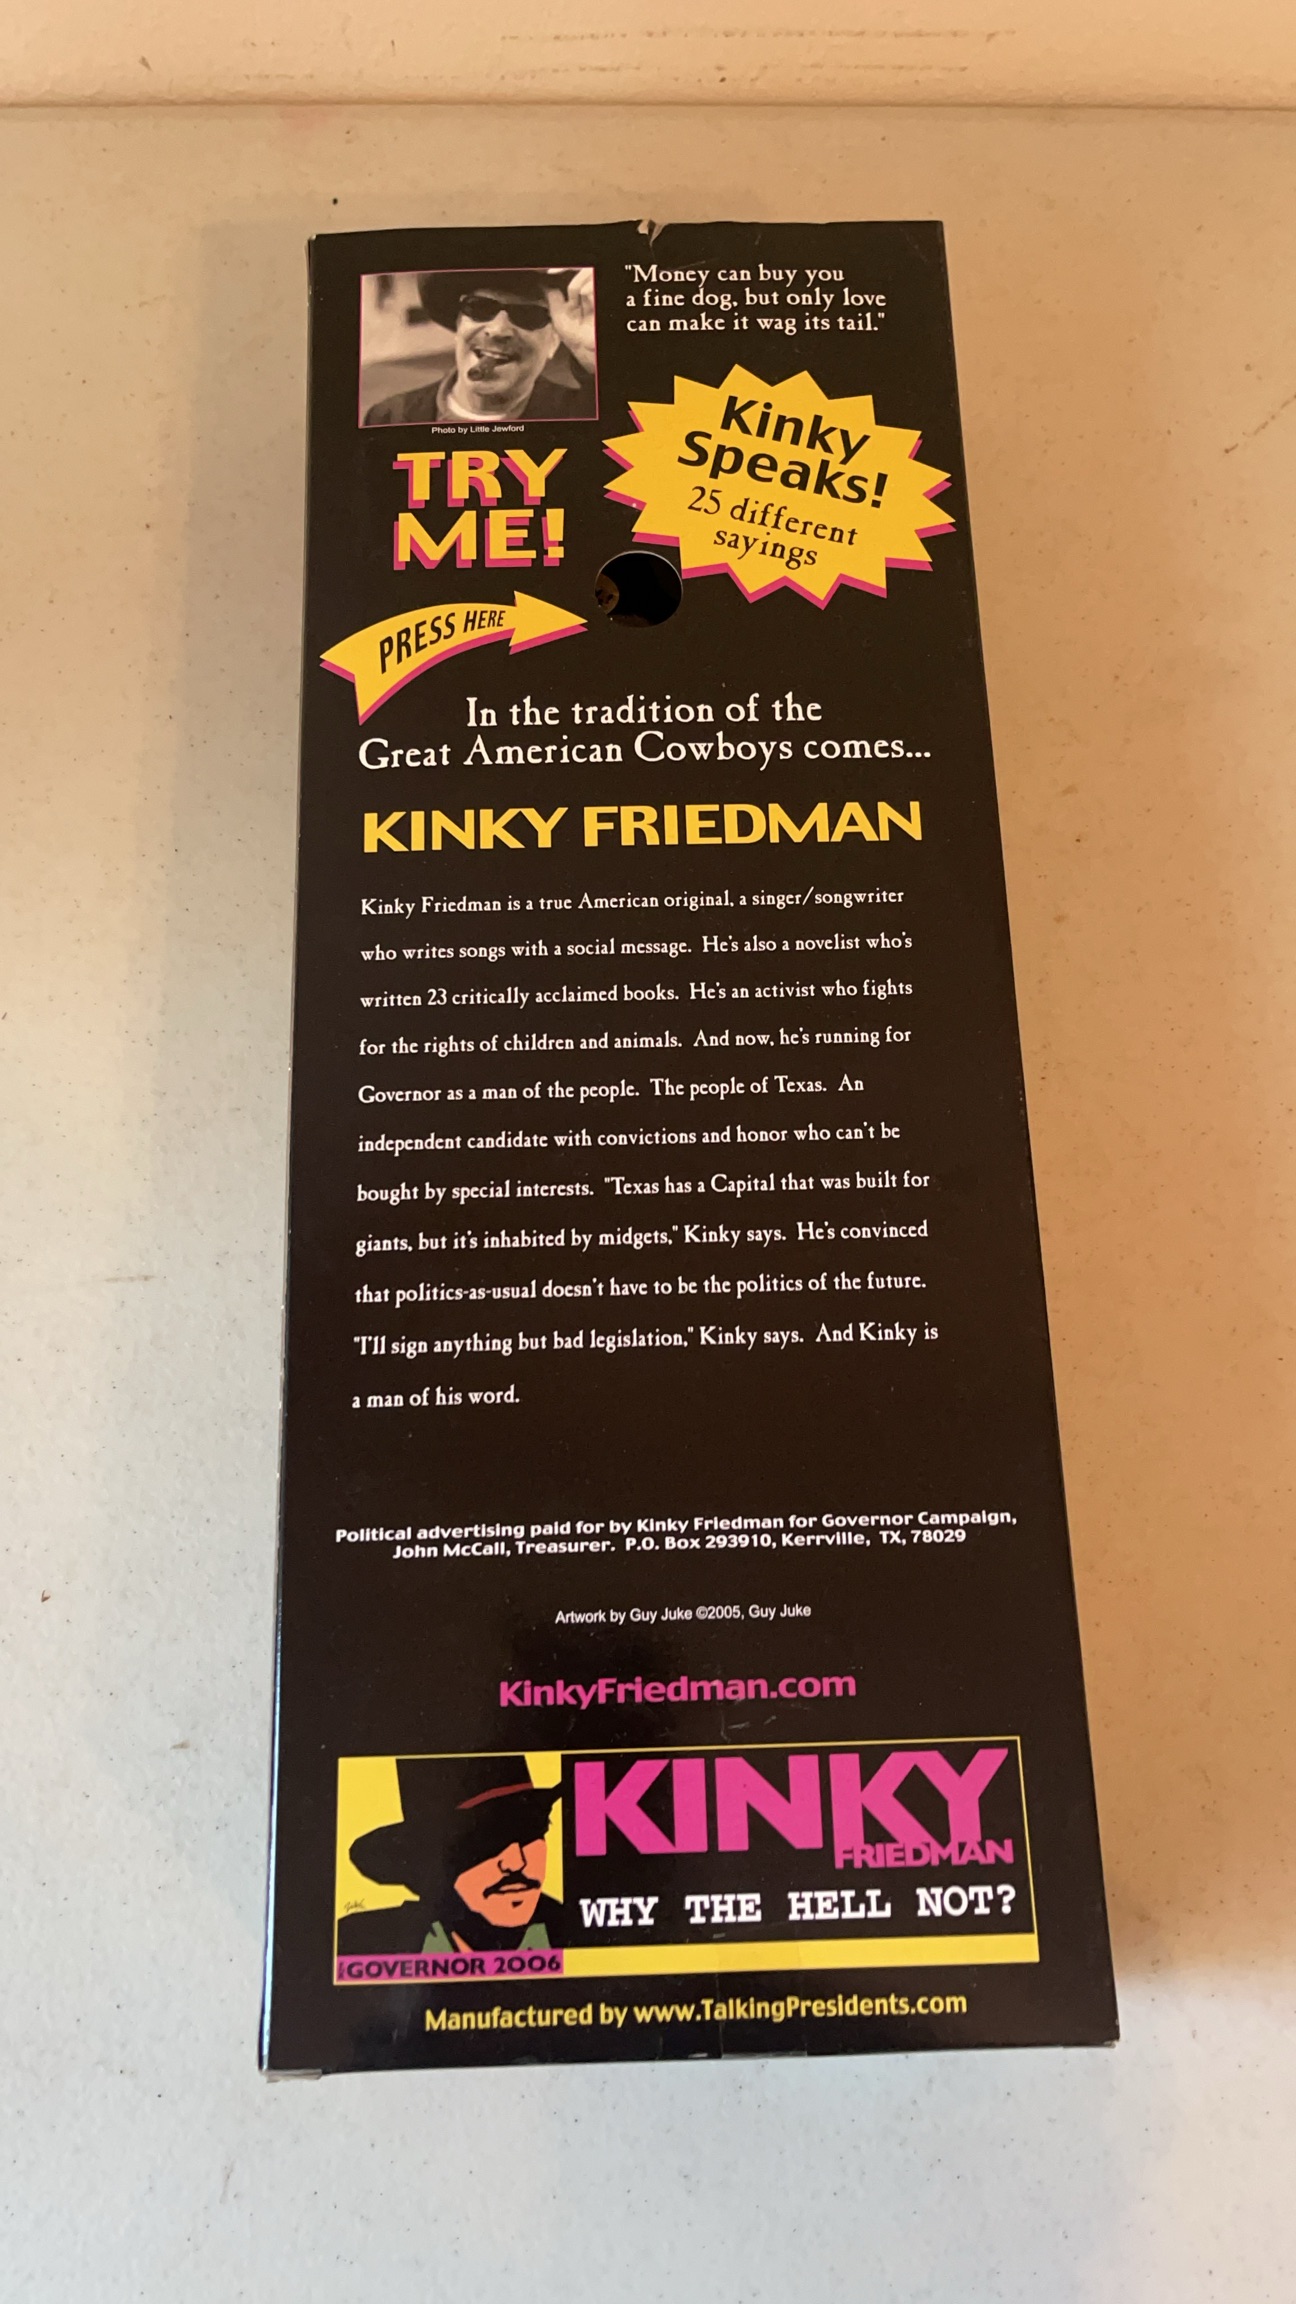 "Money can buy you
a fine dog, but only love
can make it wag its tail."
Photo by Little Jewford
TRY
ME!
Kinky
Speaks!
25 different
sayings
PRESS HERE
In the tradition of the
Great American Cowboys comes...
KINKY FRIEDMAN
Kinky Friedman is a true American original, a singer/songwriter
who writes songs with a social message. He's also a novelist who's
written 23 critically acclaimed books. He's an activist who fights
for the rights of children and animals. And now, he's running for
Governor as a man of the people. The people of Texas. An
independent candidate with convictions and honor who can't be
bought by special interests. "Texas has a Capital that was built for
giants, but it's inhabited by midgets," Kinky says. He's convinced
that politics-as-usual doesn't have to be the politics of the future.
"I'll sign anything but bad legislation," Kinky says. And Kinky is
a man of his word.
Political advertising paid for by Kinky Friedman for Governor Campaign,
John McCall, Treasurer. P.O. Box 293910, Kerrville, TX, 78029
Artwork by Guy Juke ©2005, Guy Juke
KinkyFriedman.com
KINKY
FRIEDMAN
WHY THE HELL NOT?
GOVERNOR 2006
Manufactured by www.TalkingPresidents.com